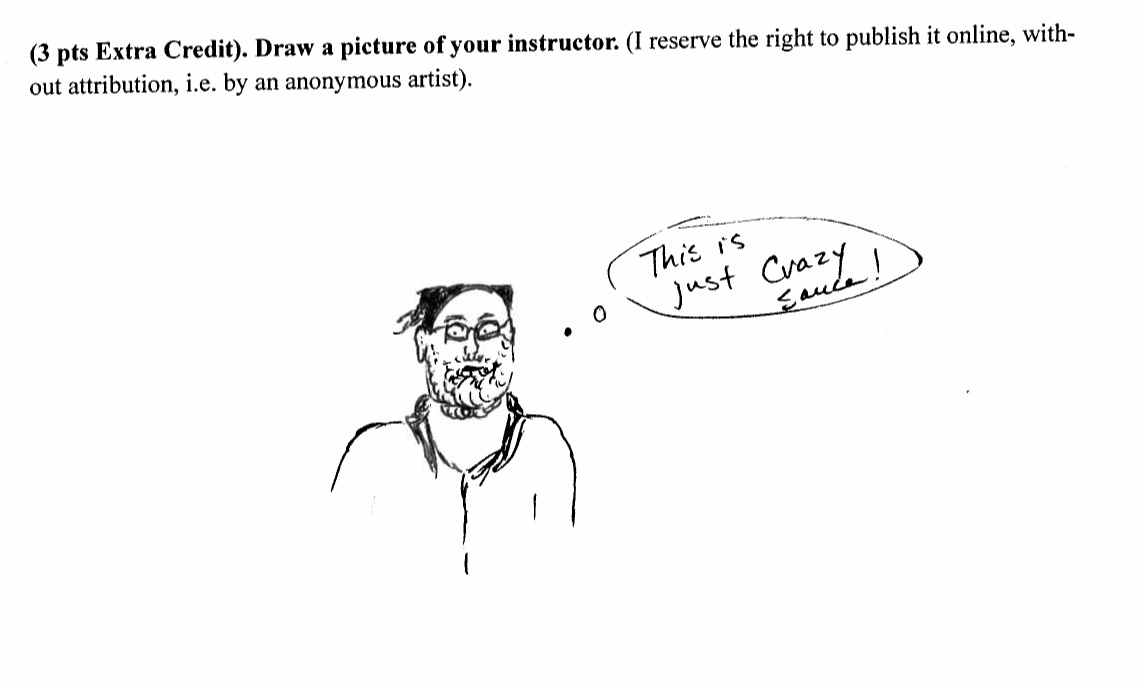 (3 pts Extra Credit). Draw a picture of your instructor. (I reserve the right to publish it online, with-
out attribution, i.e. by an anonymous artist).
This is
just Crazy
sauce!